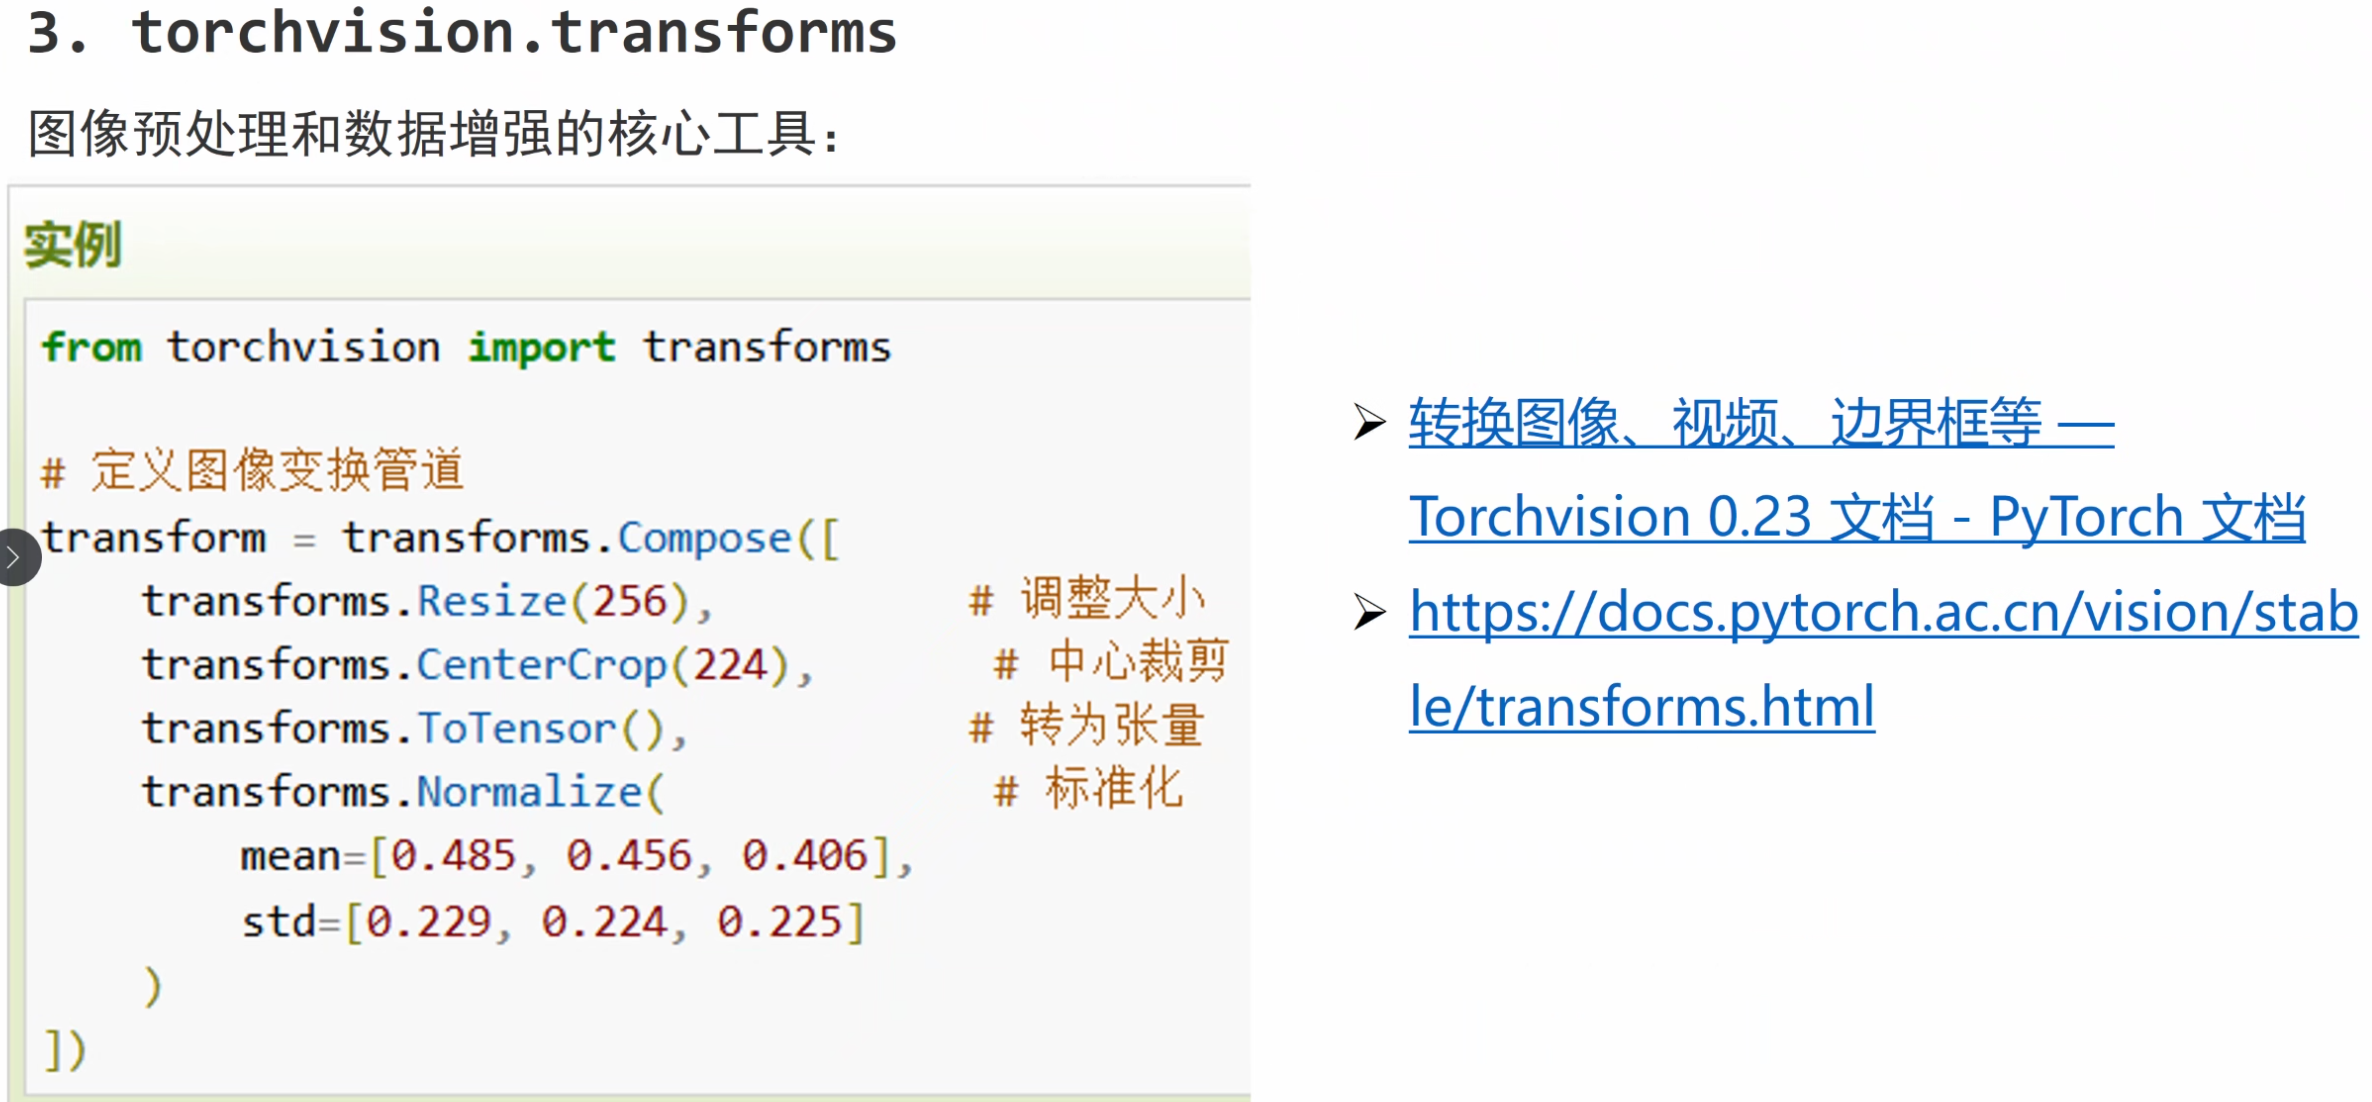 3. torchvision.transforms
图像预处理和数据增强的核心工具：
实例
from torchvision import transforms
# 定义图像变换管道
transform = transforms.Compose([
    transforms.Resize(256),          # 调整大小
    transforms.CenterCrop(224),       # 中心裁剪
    transforms.ToTensor(),           # 转为张量
    transforms.Normalize(             # 标准化
        mean=[0.485, 0.456, 0.406],
        std=[0.229, 0.224, 0.225]
    )
])
➢ 转换图像、视频、边界框等 —
Torchvision 0.23 文档 - PyTorch 文档
➢ https://docs.pytorch.ac.cn/vision/stab
le/transforms.html